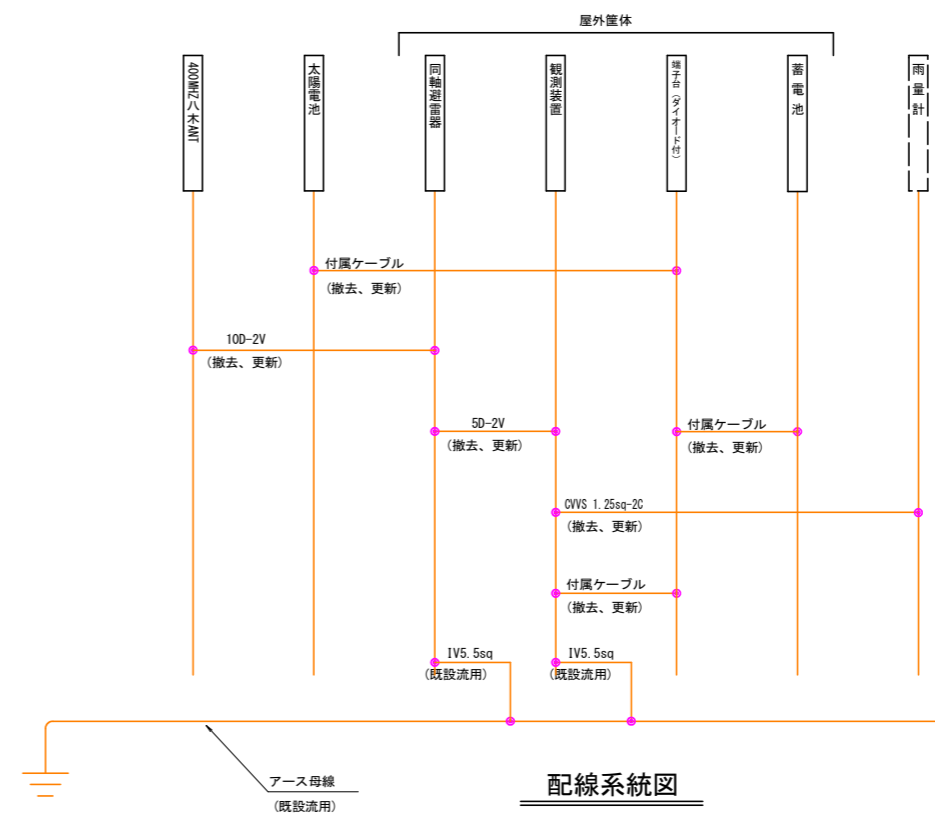 屋外筐体
400MHZ八木ANT
太陽電池
同軸避雷器
観測装置
端子台（ダイオード付）
蓄電池
雨量計
付属ケーブル
(撤去、更新)
10D-2V
(撤去、更新)
5D-2V
(撤去、更新)
付属ケーブル
(撤去、更新)
CVVS 1.25sq-2C
(撤去、更新)
付属ケーブル
(撤去、更新)
IV5.5sq
(既設流用)
IV5.5sq
(既設流用)
アース母線
(既設流用)
配線系統図